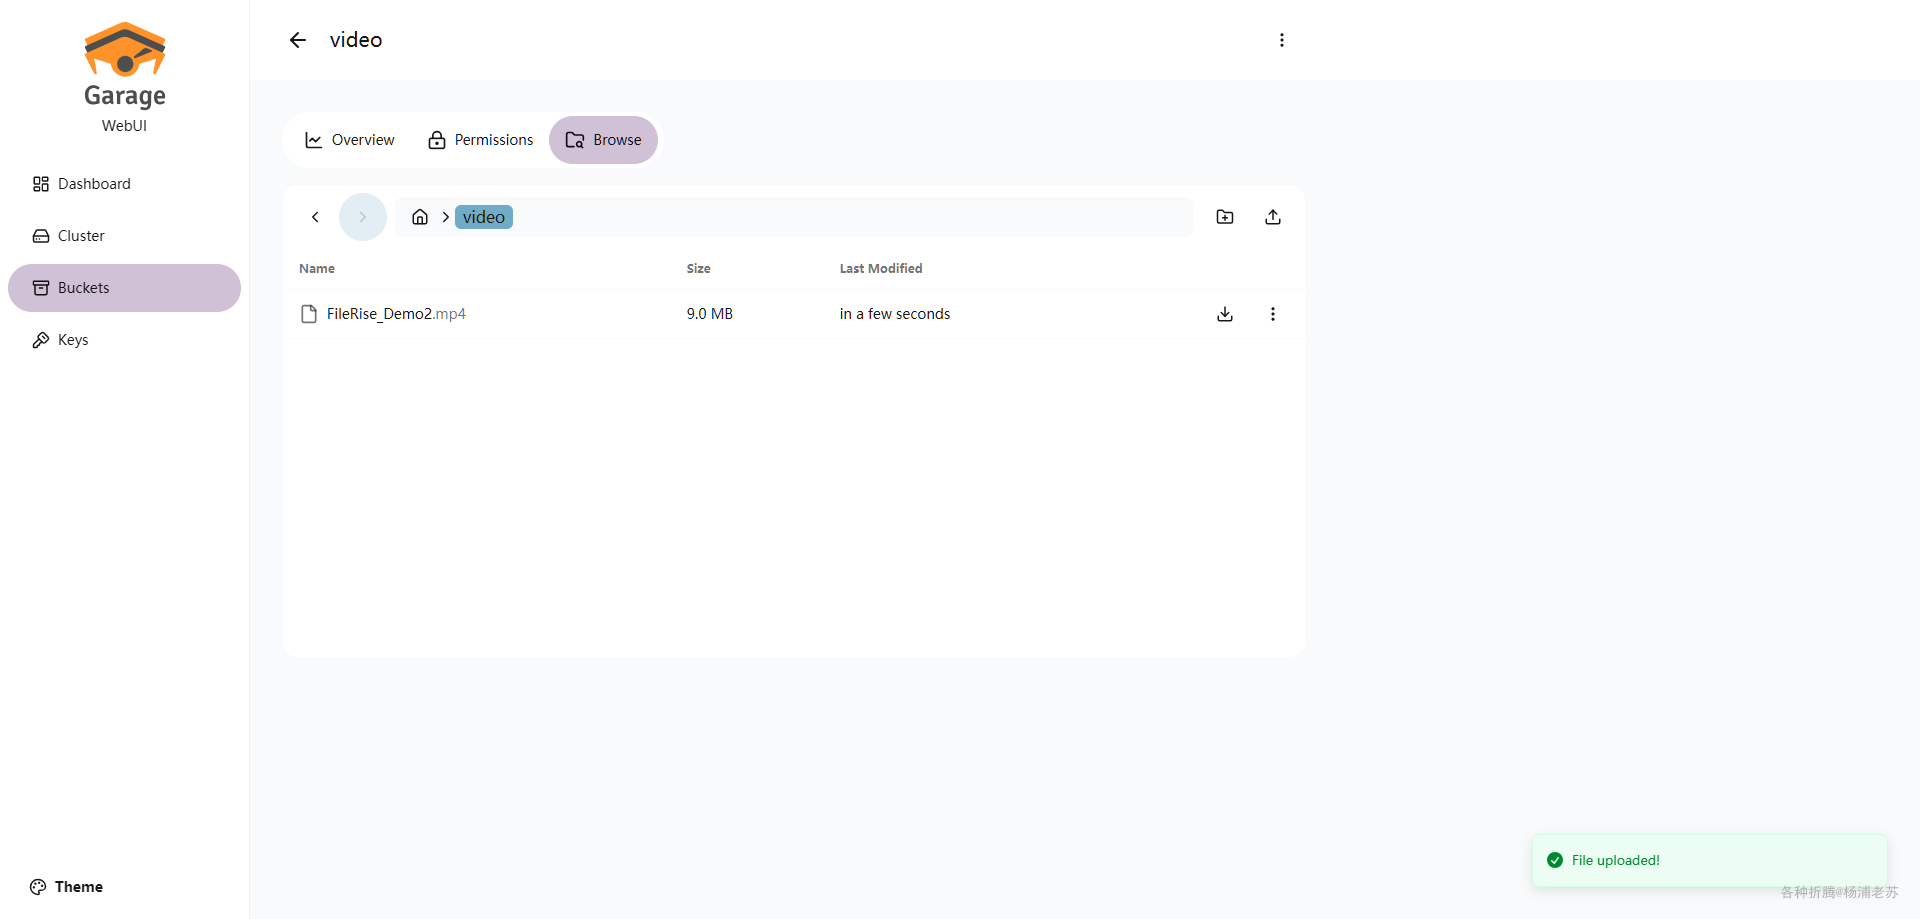 Garage
WebUI
Dashboard
Cluster
Buckets
Keys
Theme
video
Overview
Permissions
Browse
video
Name Size Last Modified
FileRise_Demo2.mp4 9.0 MB in a few seconds
File uploaded!
各种折腾@杨浦老苏